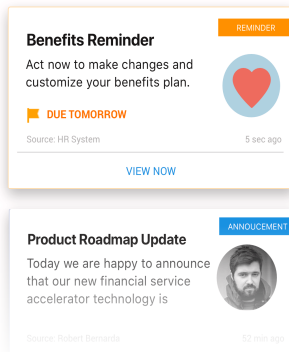 REMINDER
Benefits Reminder
Act now to make changes and
customize your benefits plan.
DUE TOMORROW
Source: HR System
5 sec ago
VIEW NOW
ANNOUCEMENT
Product Roadmap Update
Today we are happy to announce
that our new financial service
accelerator technology is
Source: Robert Bernarda
52 min ago